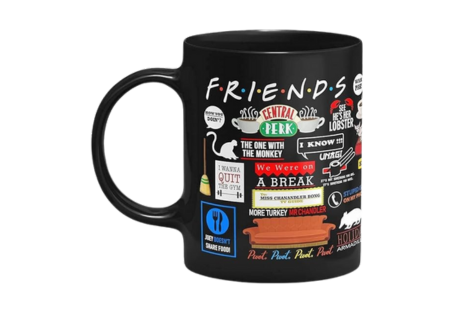 F·R·I·E·N·D·S
CENTRAL
PERK
SEE
HE'S HER
LOBSTER
THE ONE WITH
THE MONKEY
I KNOW !!!
UNAGI
I WANNA
QUIT
THE GYM
We Were on
A BREAK
MISS CHANANDLER BONG
MORE TURKEY MR CHANDLER
JOEY DOESN'T
SHARE FOOD!
Pivot, Pivot, Pivot, Pivot